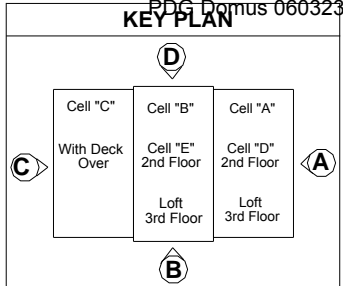 PDG Domus 060323
KEY PLAN
D
Cell "C"
With Deck
Over
Cell "B"
Cell "E"
2nd Floor
Loft
3rd Floor
Cell "A"
Cell "D"
2nd Floor
Loft
3rd Floor
C
A
B